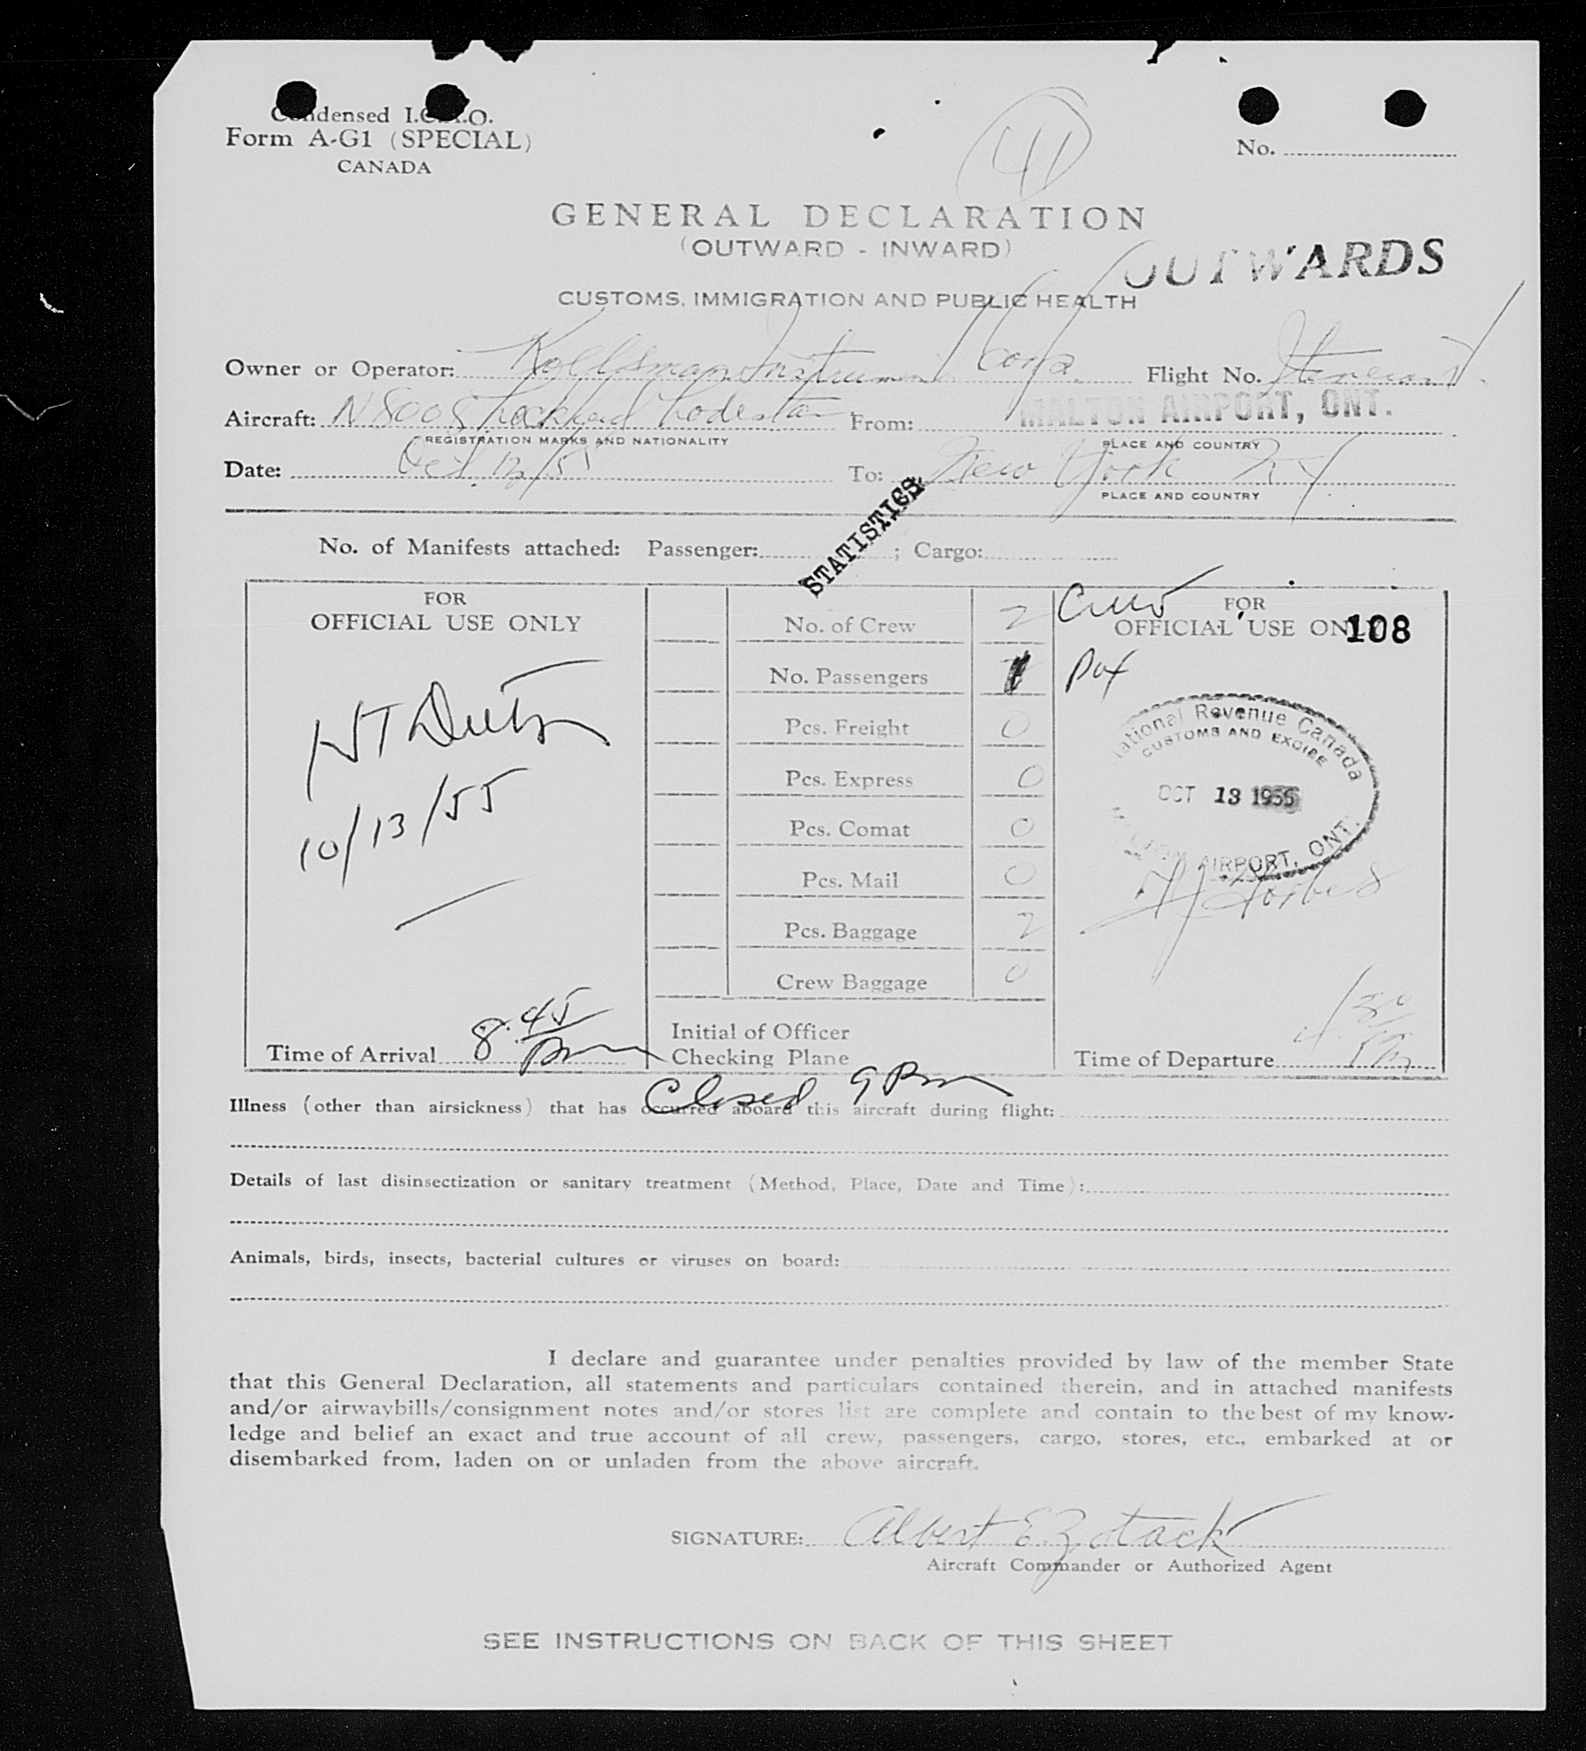 Condensed I.C.A.O.
Form A-G1 (SPECIAL)
CANADA
41
No.
GENERAL DECLARATION
(OUTWARD - INWARD)
OUTWARDS
CUSTOMS, IMMIGRATION AND PUBLIC HEALTH
Owner or Operator: Kollsman Instrument Corp. Flight No.
Aircraft: N8008 Lockheed Lodestar From: MALTON AIRPORT, ONT.
REGISTRATION MARKS AND NATIONALITY PLACE AND COUNTRY
Date: Oct. To: New York NY
PLACE AND COUNTRY
STATISTICS
No. of Manifests attached: Passenger: ; Cargo:
FOR
OFFICIAL USE ONLY
10/13/55
Time of Arrival 8:45 Pm
No. of Crew 2
No. Passengers 1
Pcs. Freight 0
Pcs. Express 0
Pcs. Comat 0
Pcs. Mail 0
Pcs. Baggage 2
Crew Baggage 0
Initial of Officer
Checking Plane
Closed 9 Pm
Crew
FOR
OFFICIAL USE ONLY
108
National Revenue Canada
CUSTOMS AND EXCISE
OCT 13 1955
MALTON AIRPORT, ONT.
Forbes
Time of Departure 4 30 Pm
Illness (other than airsickness) that has occurred aboard this aircraft during flight:
Details of last disinsectization or sanitary treatment (Method, Place, Date and Time):
Animals, birds, insects, bacterial cultures or viruses on board:
I declare and guarantee under penalties provided by law of the member State
that this General Declaration, all statements and particulars contained therein, and in attached manifests
and/or airwaybills/consignment notes and/or stores list are complete and contain to the best of my know-
ledge and belief an exact and true account of all crew, passengers, cargo, stores, etc., embarked at or
disembarked from, laden on or unladen from the above aircraft.
SIGNATURE: Albert E. Zotack
Aircraft Commander or Authorized Agent
SEE INSTRUCTIONS ON BACK OF THIS SHEET